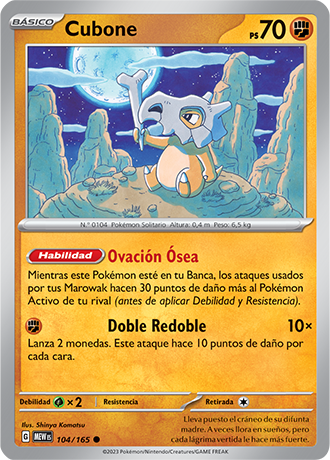 BÁSICO
Cubone PS 70
N.º 0104 Pokémon Solitario Altura: 0,4 m Peso: 6,5 kg
Habilidad Ovación Ósea
Mientras este Pokémon esté en tu Banca, los ataques usados
por tus Marowak hacen 30 puntos de daño más al Pokémon
Activo de tu rival (antes de aplicar Debilidad y Resistencia).
Doble Redoble 10×
Lanza 2 monedas. Este ataque hace 10 puntos de daño por
cada cara.
Debilidad ×2 Resistencia Retirada
Ilus. Shinya Komatsu
G MEW ES 104/165
©2023 Pokémon/Nintendo/Creatures/GAME FREAK
Lleva puesto el cráneo de su difunta
madre. A veces llora en sueños, pero
cada lágrima vertida le hace más fuerte.